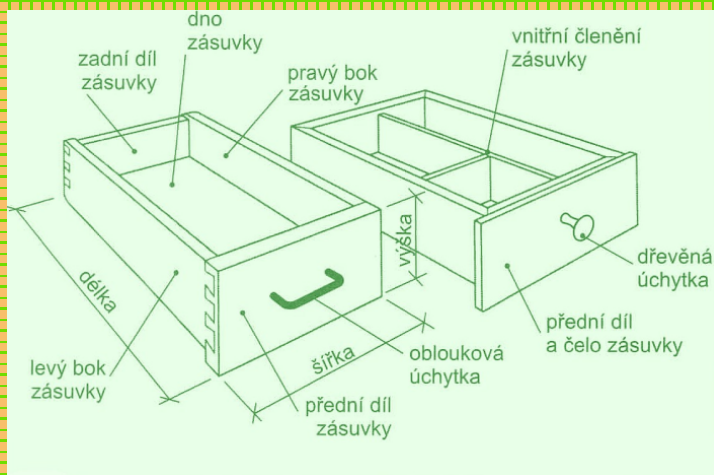 dno
zásuvky
zadní díl
zásuvky
pravý bok
zásuvky
vnitřní členění
zásuvky
výška
délka
dřevěná
úchytka
přední díl
a čelo zásuvky
šířka
oblouková
úchytka
levý bok
zásuvky
přední díl
zásuvky